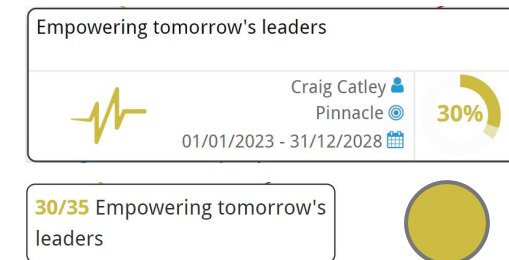 Empowering tomorrow's leaders
Craig Catley
Pinnacle
30%
01/01/2023 - 31/12/2028
30/35 Empowering tomorrow's
leaders